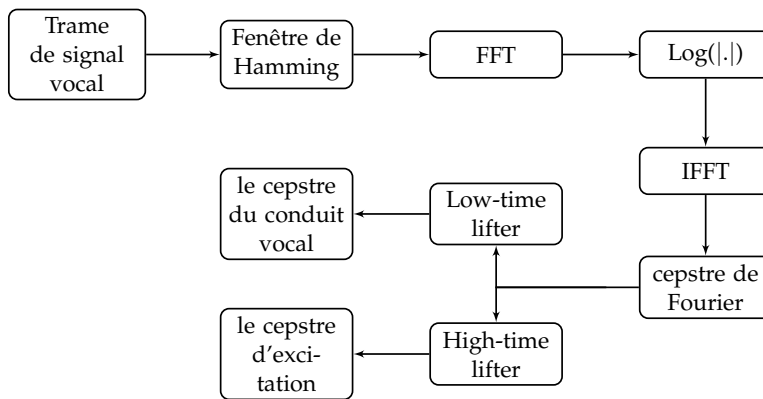 Trame
de signal
vocal
Fenêtre de
Hamming
FFT
Log(|.|)
IFFT
cepstre de
Fourier
Low-time
lifter
le cepstre
du conduit
vocal
High-time
lifter
le cepstre
d'exci-
tation